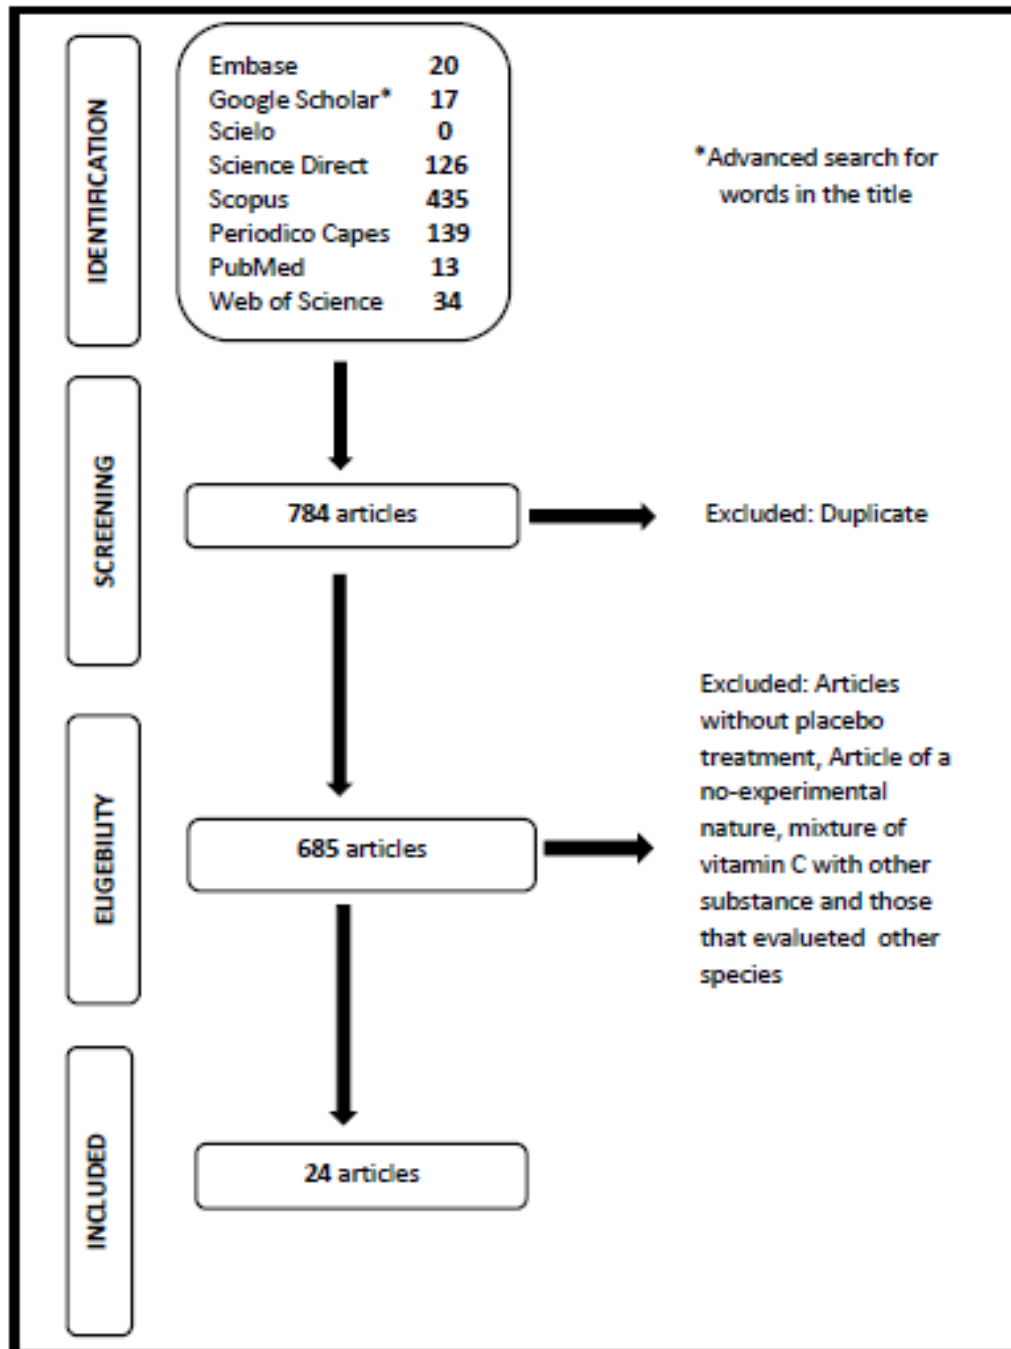 IDENTIFICATION
Embase 20
Google Scholar* 17
Scielo 0
Science Direct 126
Scopus 435
Periodico Capes 139
PubMed 13
Web of Science 34
*Advanced search for
words in the title
SCREENING
784 articles
Excluded: Duplicate
ELIGEBILITY
685 articles
Excluded: Articles
without placebo
treatment, Article of a
no-experimental
nature, mixture of
vitamin C with other
substance and those
that evalueted other
species
INCLUDED
24 articles